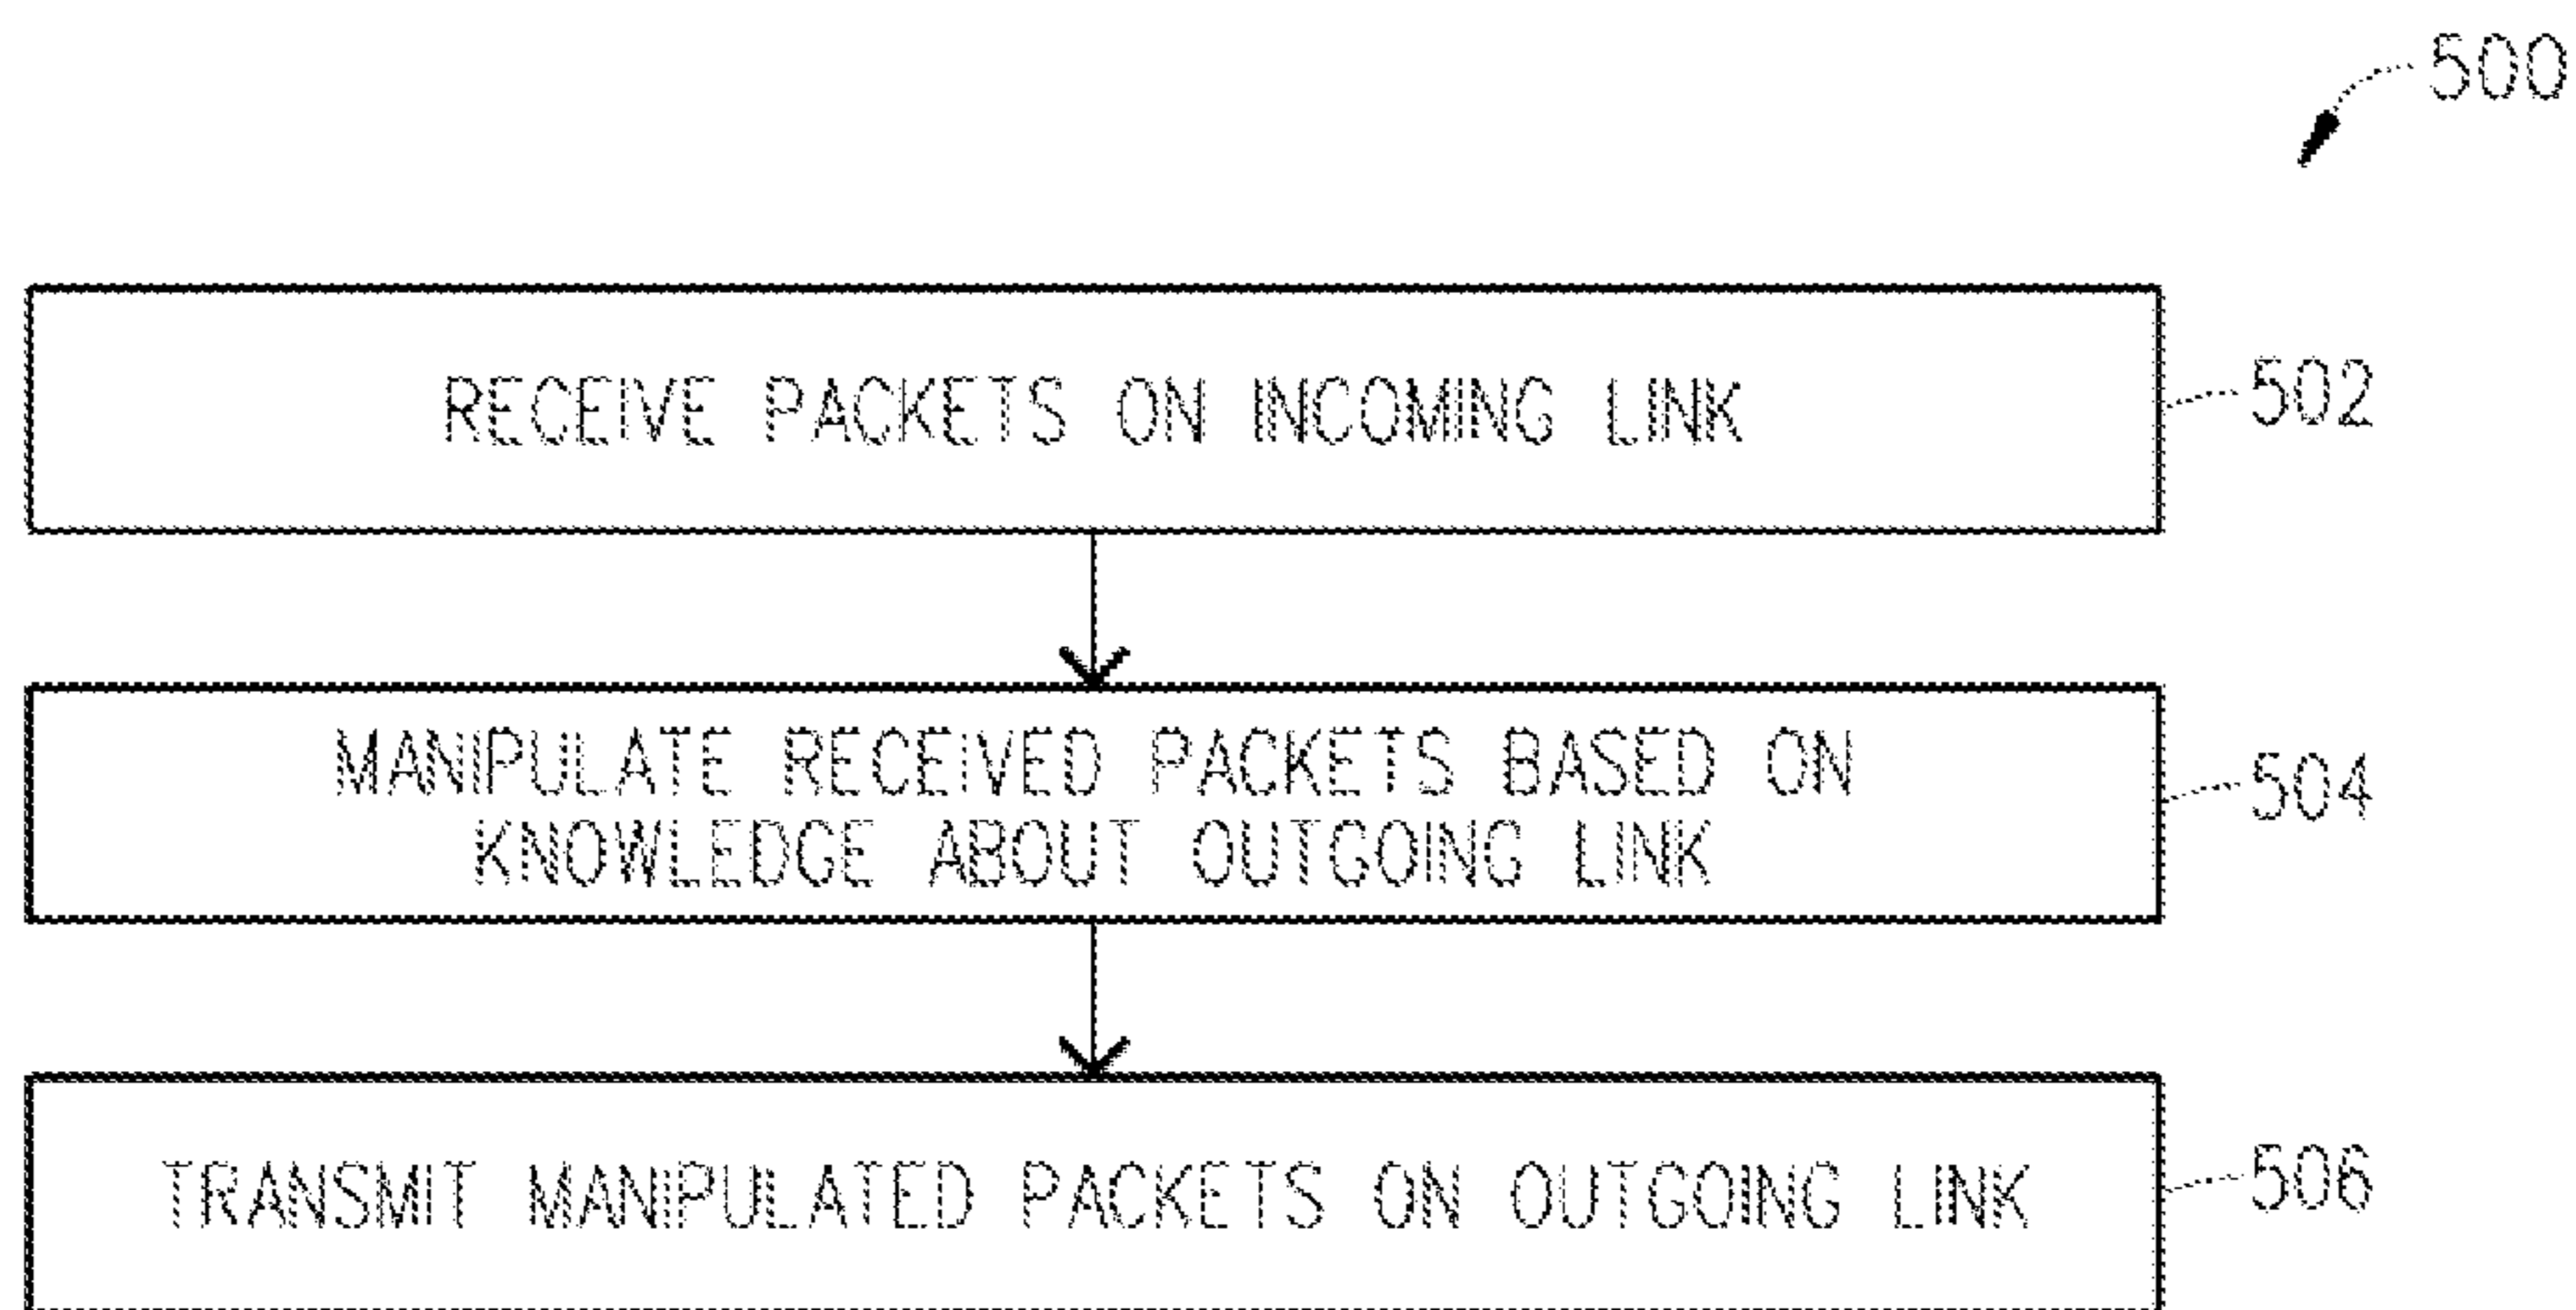 500
RECEIVE PACKETS ON INCOMING LINK
502
MANIPULATE RECEIVED PACKETS BASED ON
KNOWLEDGE ABOUT OUTGOING LINK
504
TRANSMIT MANIPULATED PACKETS ON OUTGOING LINK
506